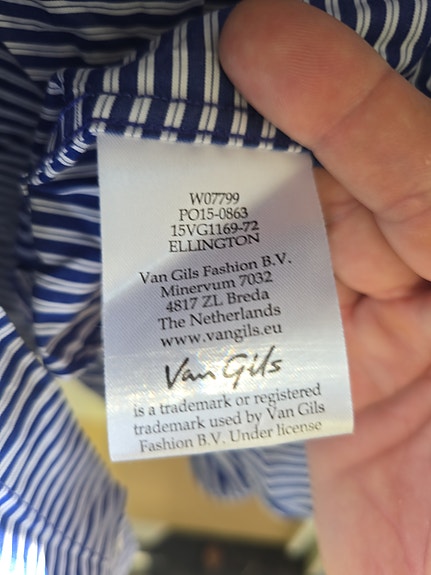 W07799
PO15-0863
15VG1169-72
ELLINGTON
Van Gils Fashion B.V.
Minervum 7032
4817 ZL Breda
The Netherlands
www.vangils.eu
Van Gils
is a trademark or registered
trademark used by Van Gils
Fashion B.V. Under license